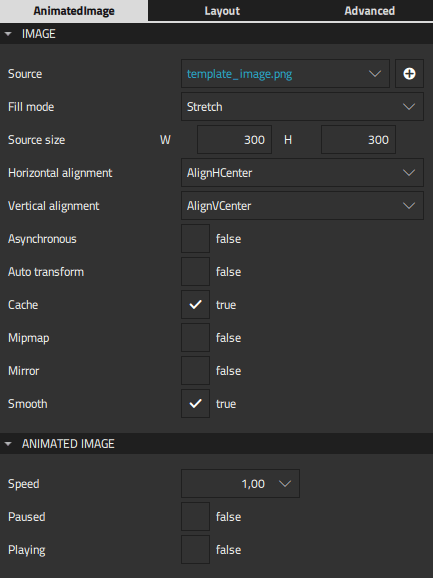 AnimatedImage Layout Advanced
IMAGE
Source template_image.png
Fill mode Stretch
Source size W 300 H 300
Horizontal alignment AlignHCenter
Vertical alignment AlignVCenter
Asynchronous false
Auto transform false
Cache true
Mipmap false
Mirror false
Smooth true
ANIMATED IMAGE
Speed 1,00
Paused false
Playing false